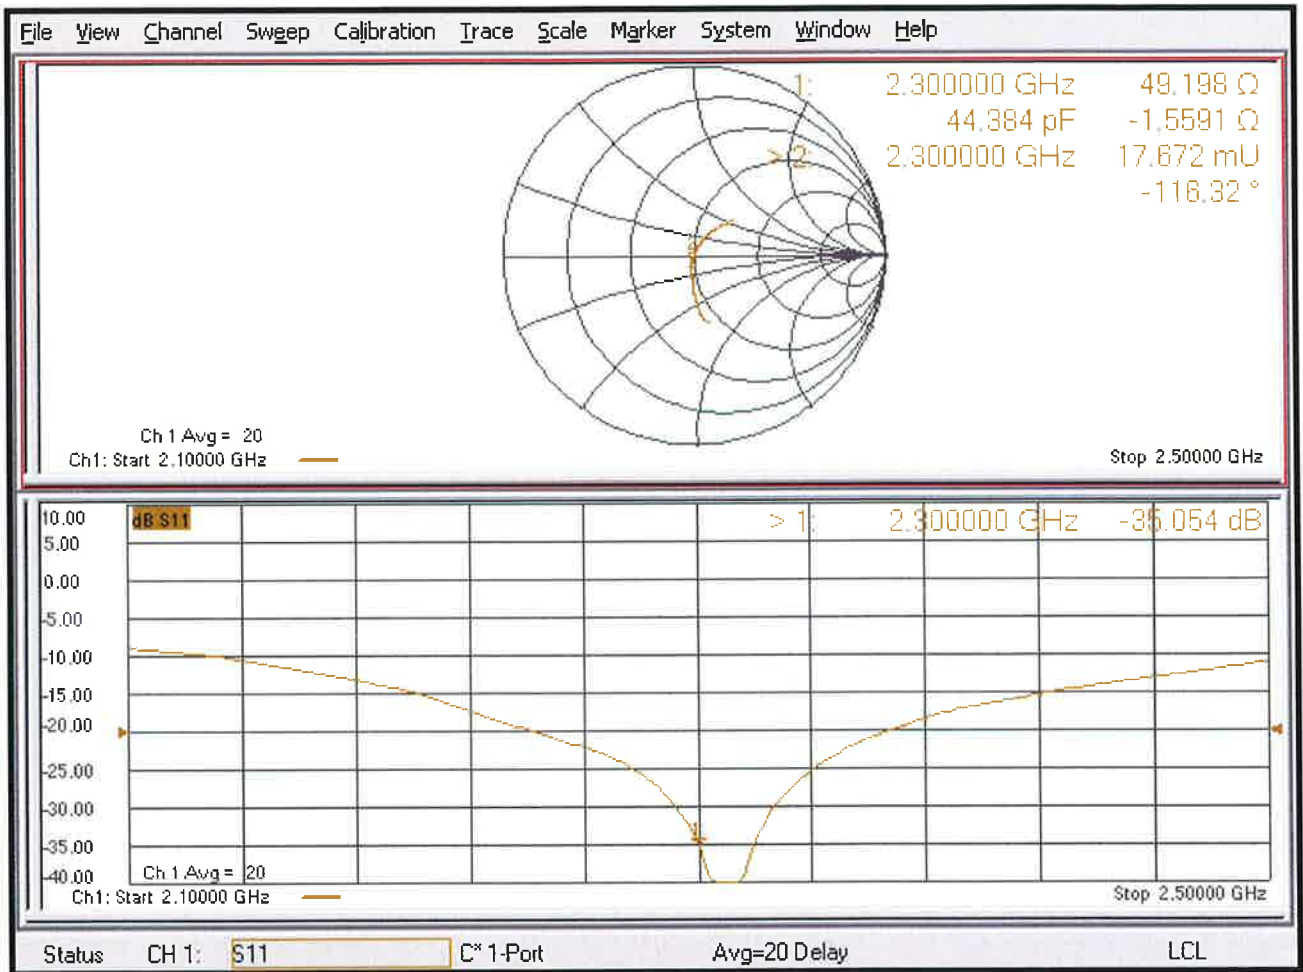 File View Channel Sweep Calibration Trace Scale Marker System Window Help
1: 2.300000 GHz 49.198 Ω
44.384 pF -1.5591 Ω
> 2: 2.300000 GHz 17.672 mU
-116.32 °
Ch 1 Avg = 20
Ch1: Start 2.10000 GHz
Stop 2.50000 GHz
10.00
dB S11
> 1: 2.300000 GHz -35.054 dB
5.00
0.00
-5.00
-10.00
-15.00
-20.00
-25.00
-30.00
1
-35.00
-40.00
Ch 1 Avg = 20
Ch1: Start 2.10000 GHz
Stop 2.50000 GHz
Status CH 1: S11 C* 1-Port Avg=20 Delay LCL